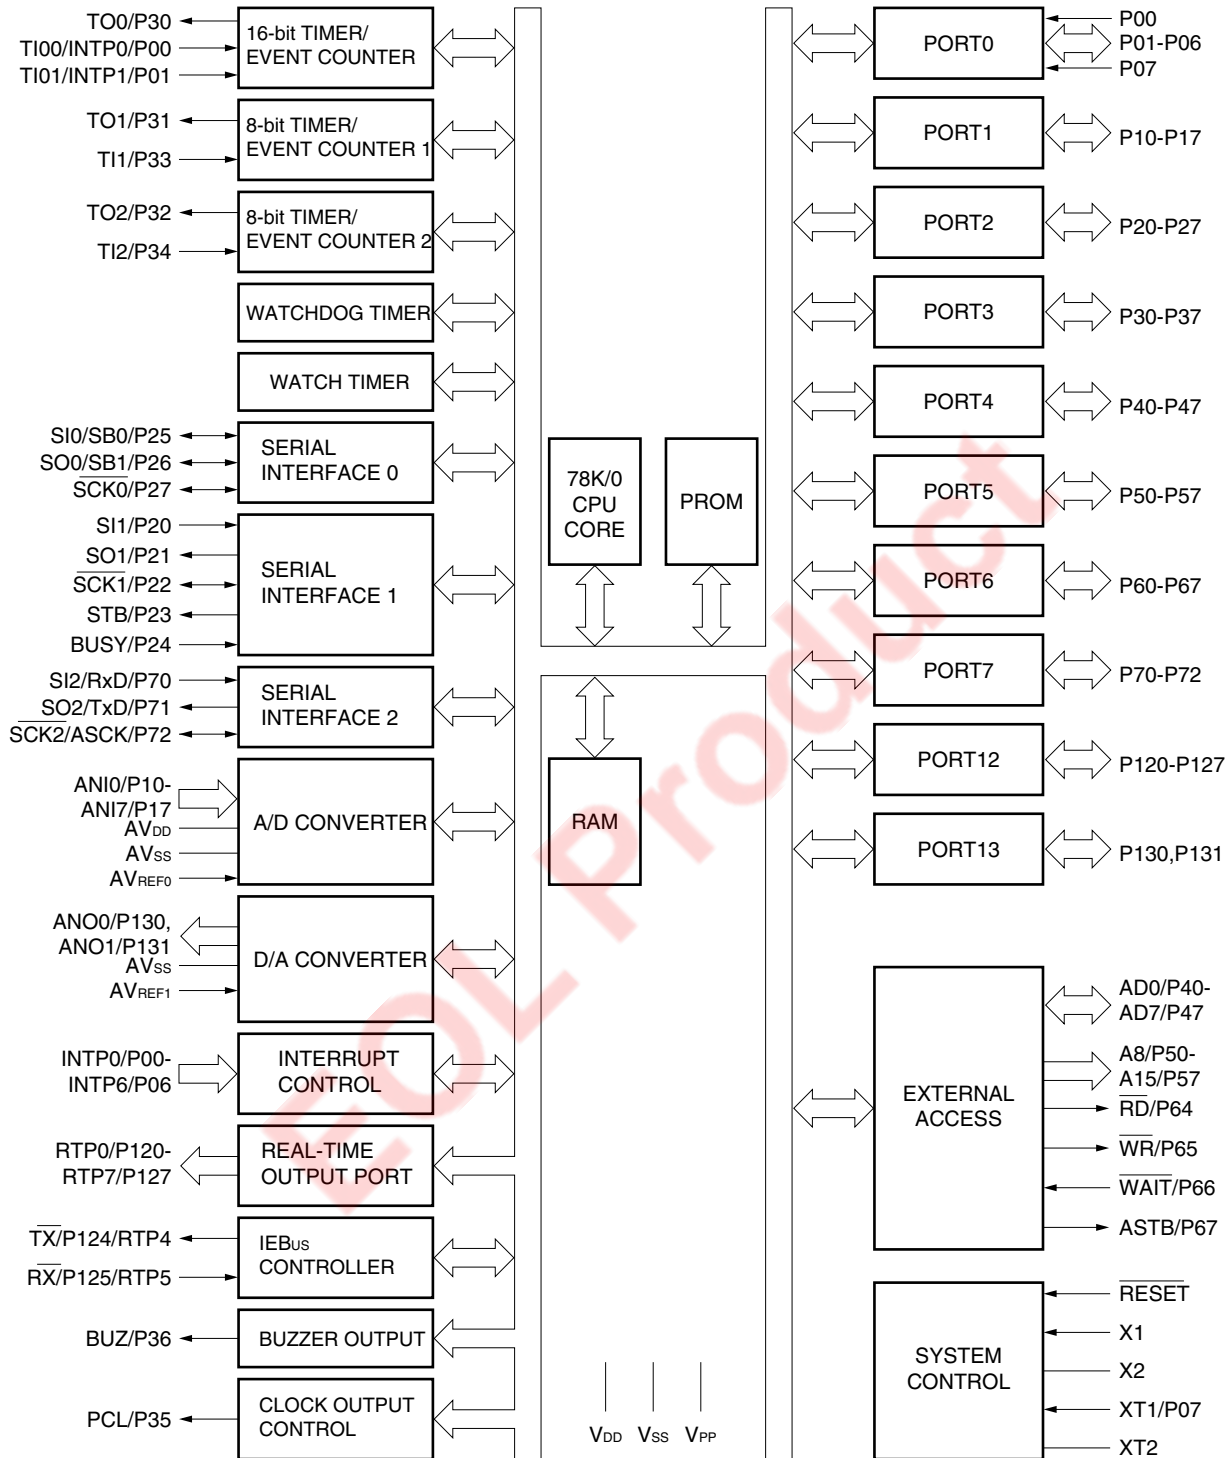 TO0/P30
TI00/INTP0/P00
TI01/INTP1/P01
16-bit TIMER/
EVENT COUNTER
TO1/P31
TI1/P33
8-bit TIMER/
EVENT COUNTER 1
TO2/P32
TI2/P34
8-bit TIMER/
EVENT COUNTER 2
WATCHDOG TIMER
WATCH TIMER
SI0/SB0/P25
SO0/SB1/P26
SCK0/P27
SERIAL
INTERFACE 0
SI1/P20
SO1/P21
SCK1/P22
STB/P23
BUSY/P24
SERIAL
INTERFACE 1
SI2/RxD/P70
SO2/TxD/P71
SCK2/ASCK/P72
SERIAL
INTERFACE 2
ANI0/P10-
ANI7/P17
AVDD
AVSS
AVREF0
A/D CONVERTER
ANO0/P130,
ANO1/P131
AVSS
AVREF1
D/A CONVERTER
INTP0/P00-
INTP6/P06
INTERRUPT
CONTROL
RTP0/P120-
RTP7/P127
REAL-TIME
OUTPUT PORT
TX/P124/RTP4
RX/P125/RTP5
IEBUS
CONTROLLER
BUZ/P36
BUZZER OUTPUT
PCL/P35
CLOCK OUTPUT
CONTROL
78K/0
CPU
CORE
PROM
RAM
VDD VSS VPP
PORT0
P00
P01-P06
P07
PORT1
P10-P17
PORT2
P20-P27
PORT3
P30-P37
PORT4
P40-P47
PORT5
P50-P57
PORT6
P60-P67
PORT7
P70-P72
PORT12
P120-P127
PORT13
P130,P131
EXTERNAL
ACCESS
AD0/P40-
AD7/P47
A8/P50-
A15/P57
RD/P64
WR/P65
WAIT/P66
ASTB/P67
SYSTEM
CONTROL
RESET
X1
X2
XT1/P07
XT2
EOL Product